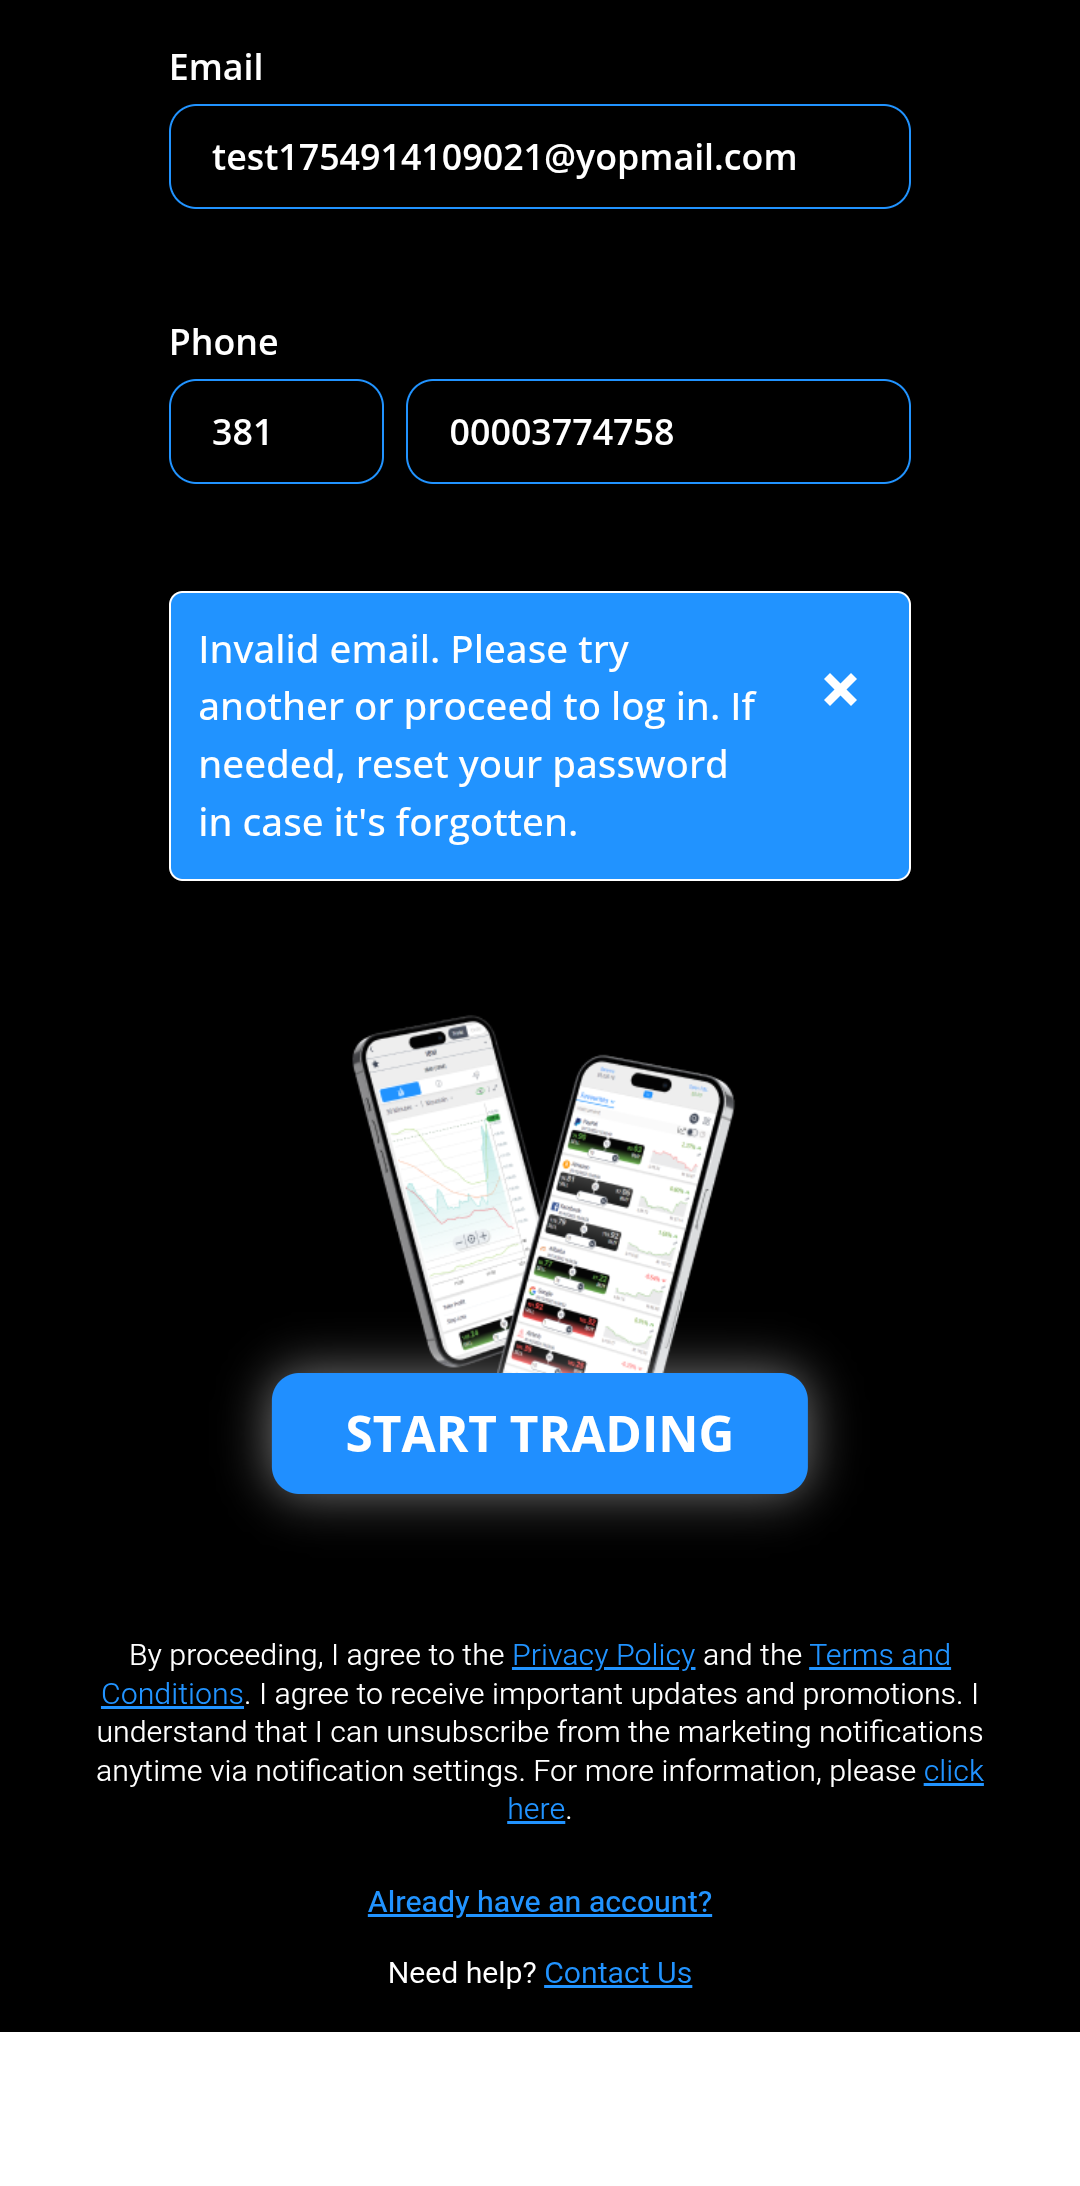 Email
test1754914109021@yopmail.com
Phone
381
00003774758
Invalid email. Please try
another or proceed to log in. If
needed, reset your password
in case it's forgotten.
START TRADING
By proceeding, I agree to the Privacy Policy and the Terms and
Conditions. I agree to receive important updates and promotions. I
understand that I can unsubscribe from the marketing notifications
anytime via notification settings. For more information, please click
here.
Already have an account?
Need help? Contact Us